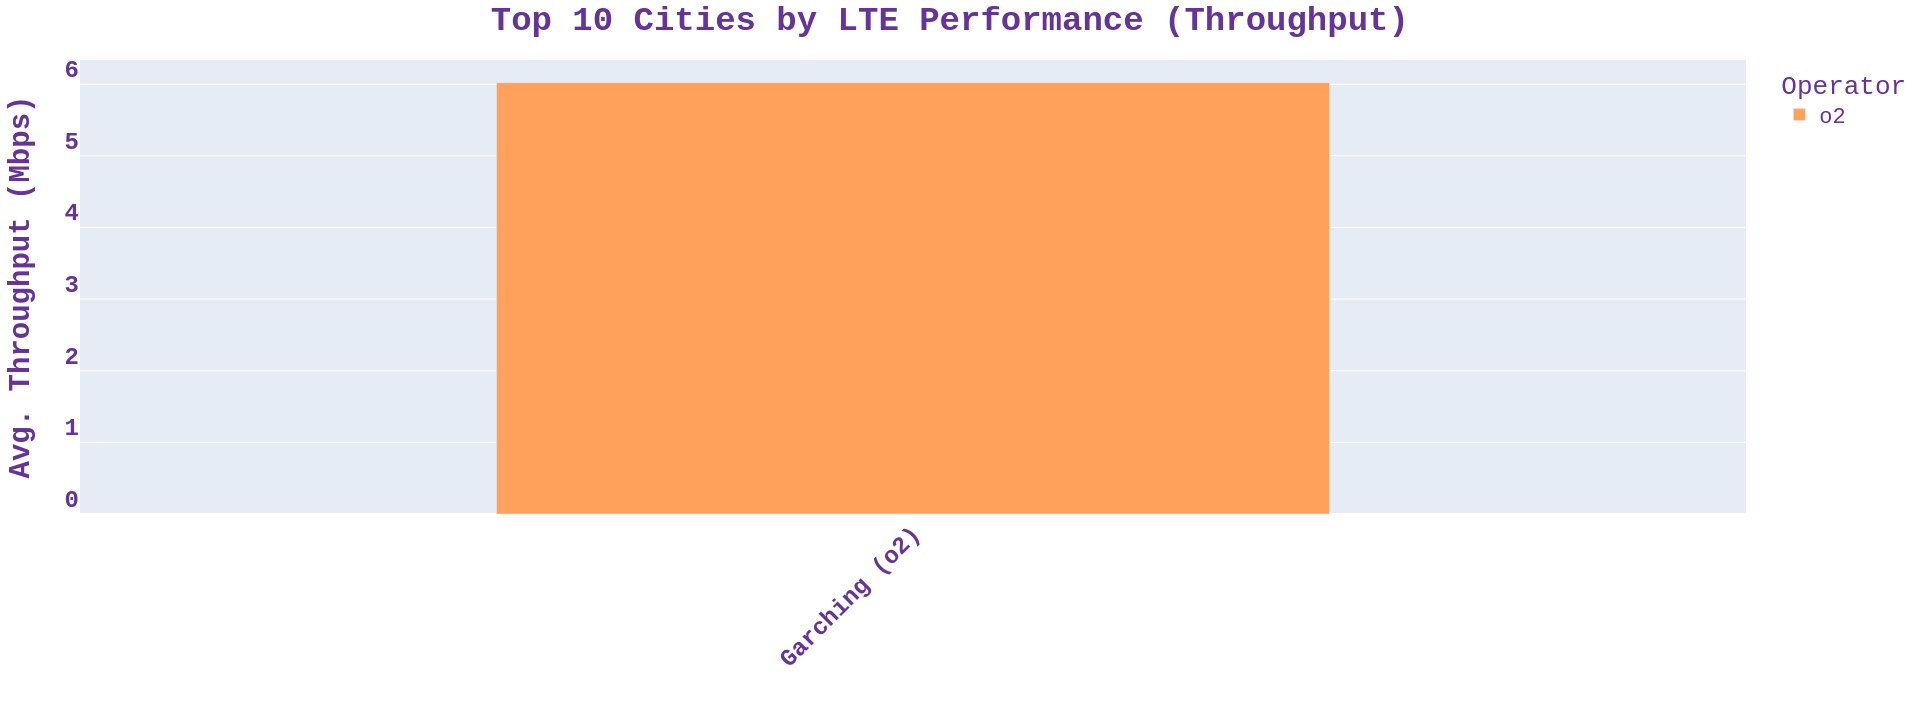 Top 10 Cities by LTE Performance (Throughput)
Avg. Throughput (Mbps)
6
5
4
3
2
1
0
Garching (o2)
Operator
o2